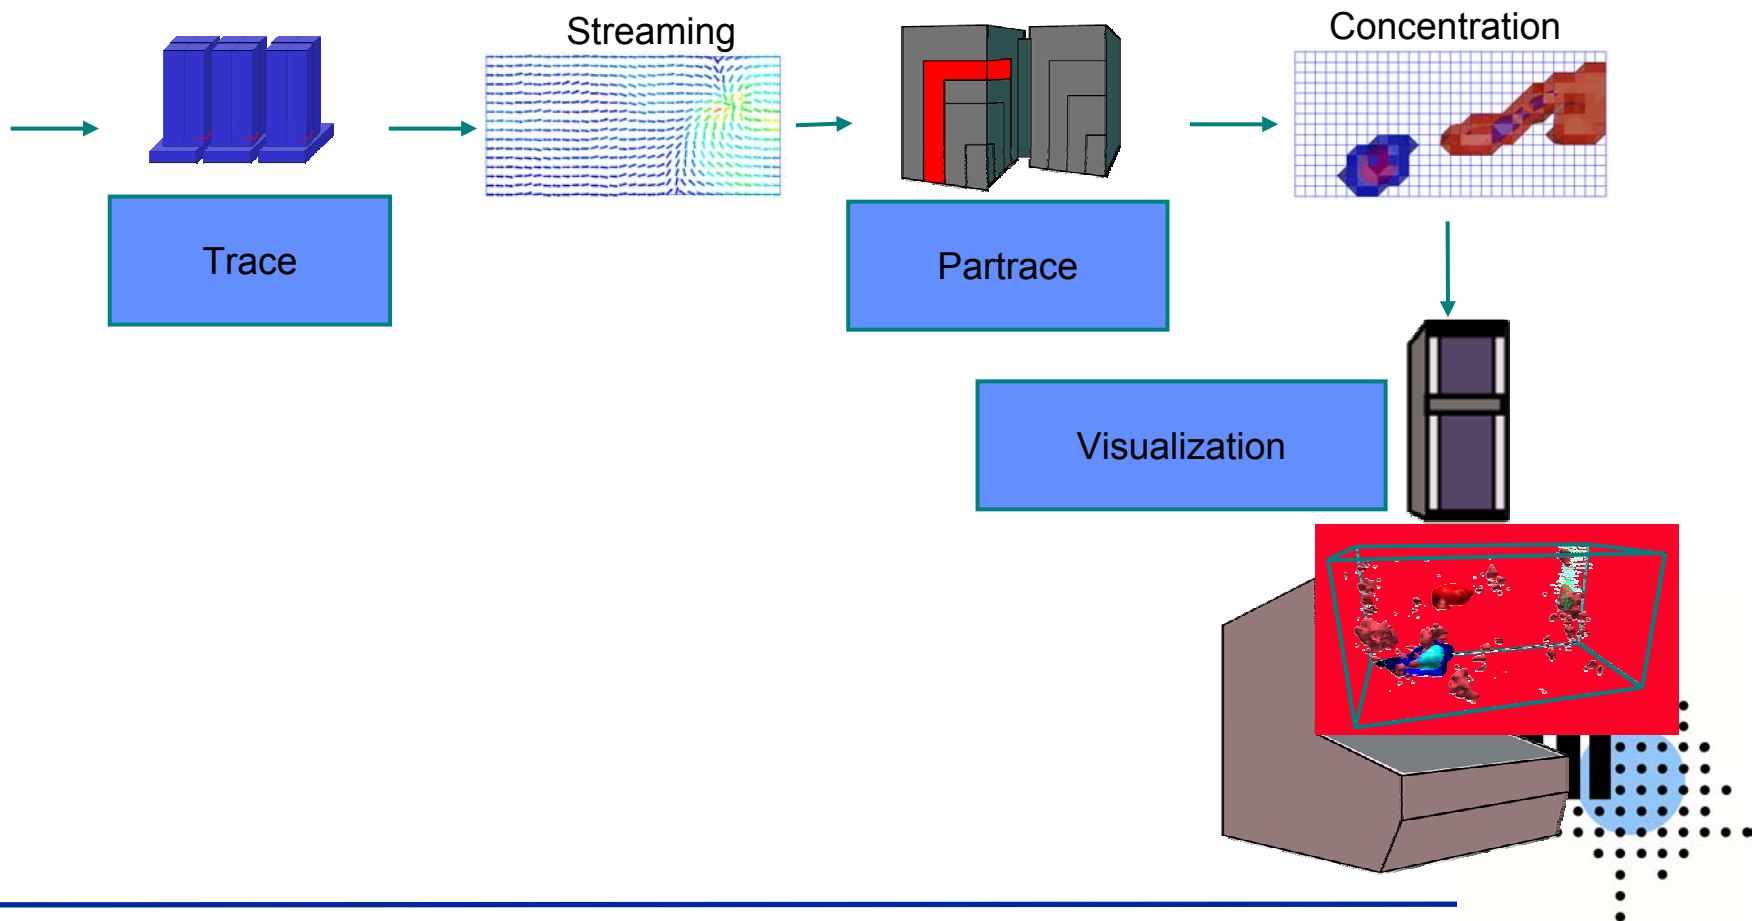 Streaming
Concentration
Trace
Partrace
Visualization